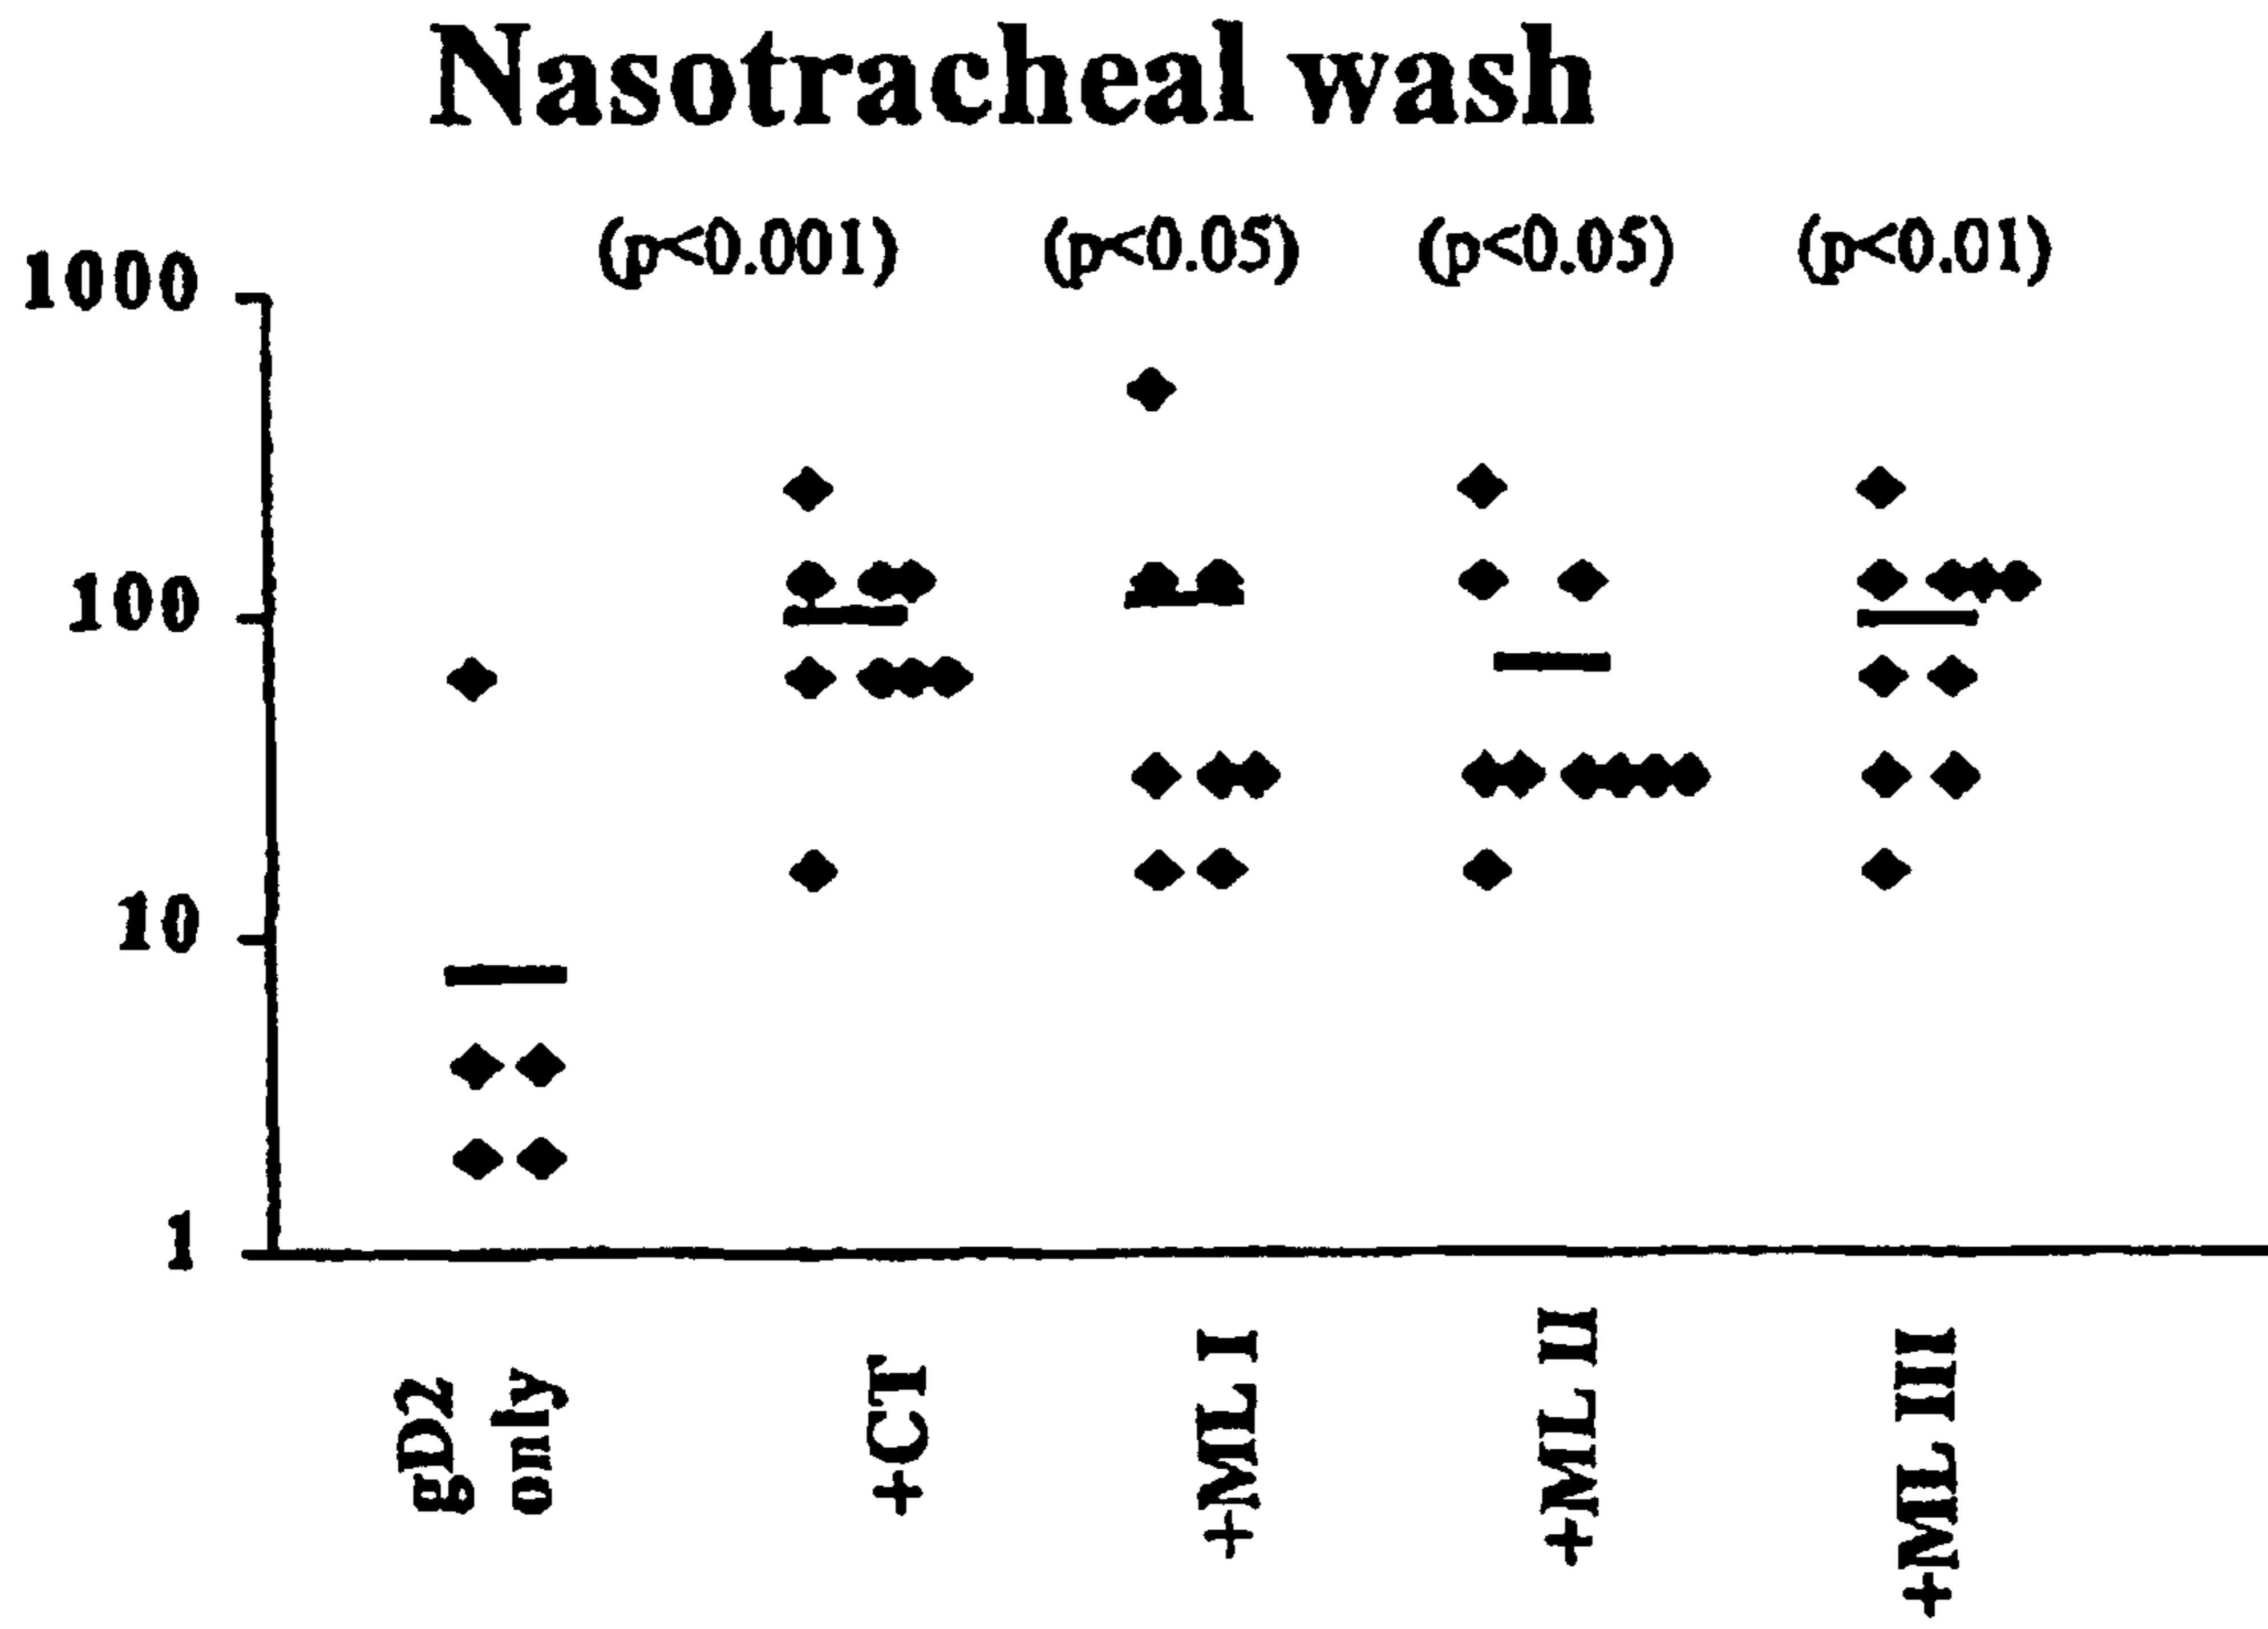 Nasotracheal wash
(p<0.001) (p<0.05) (p<0.05) (p<0.01)
1000
100
10
1
gD2
only
+CT
+ML I
+ML II
+ML III